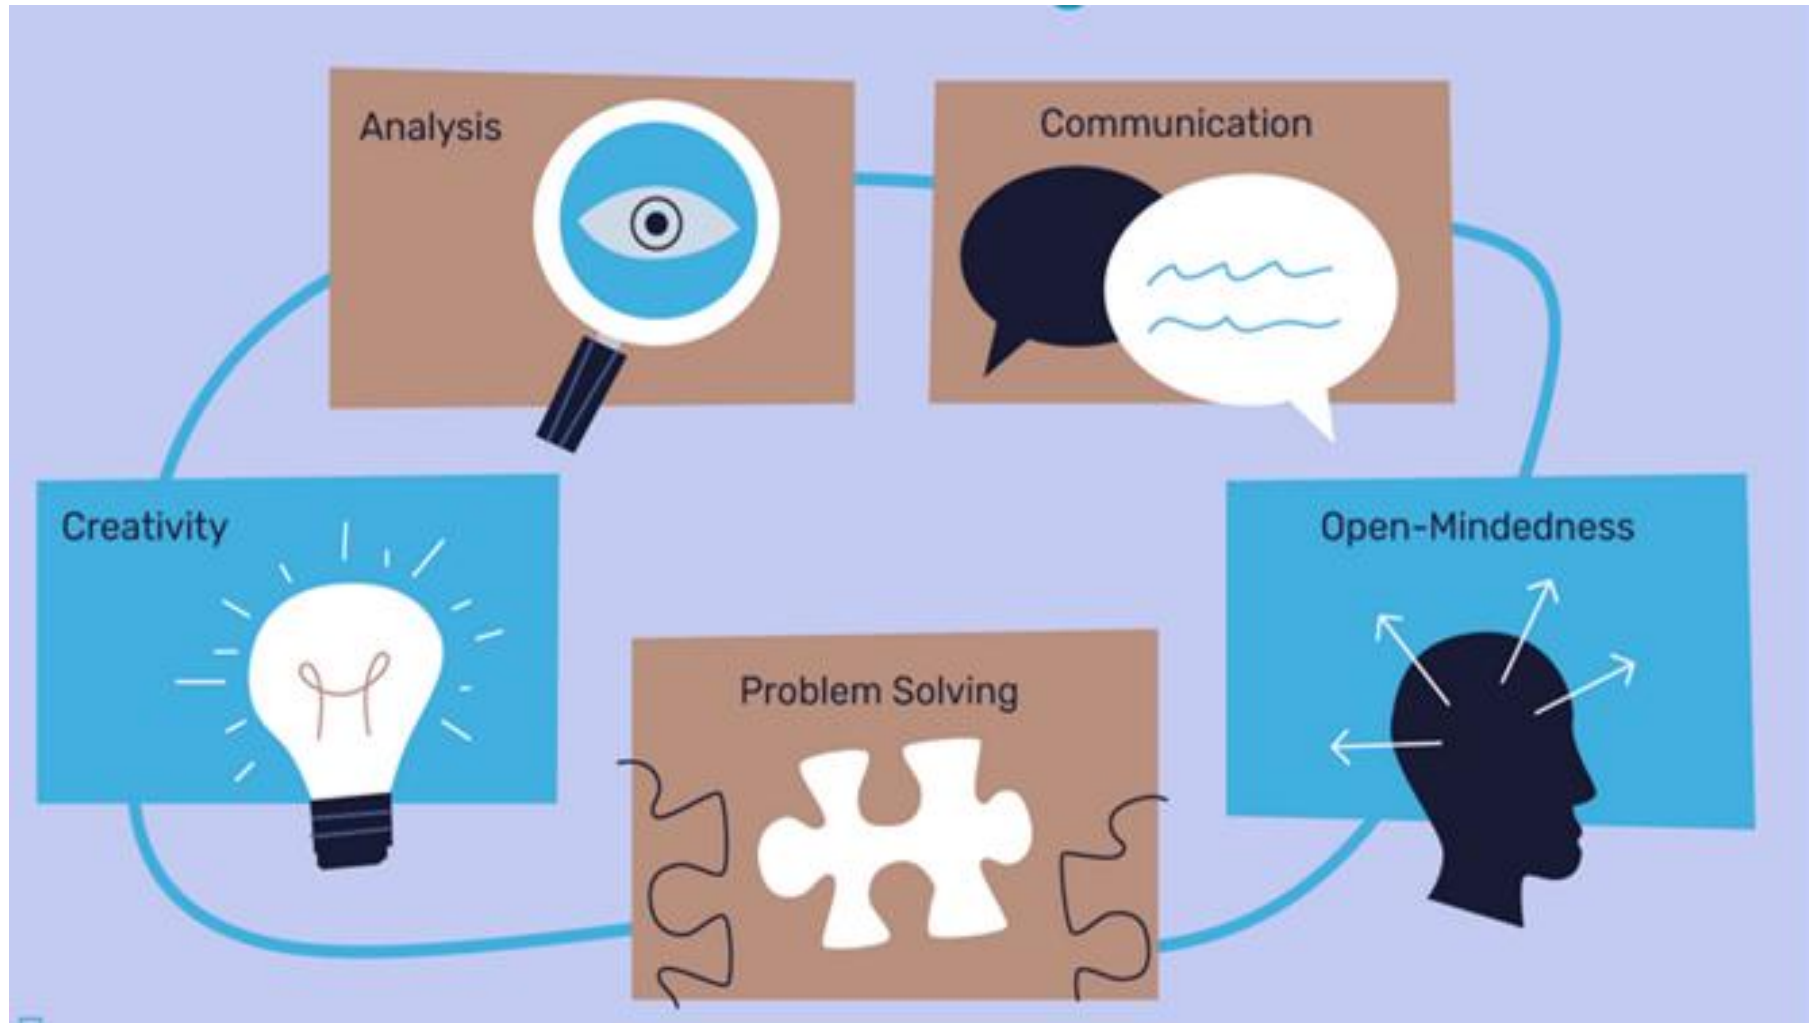 Analysis
Communication
Creativity
Open-Mindedness
Problem Solving